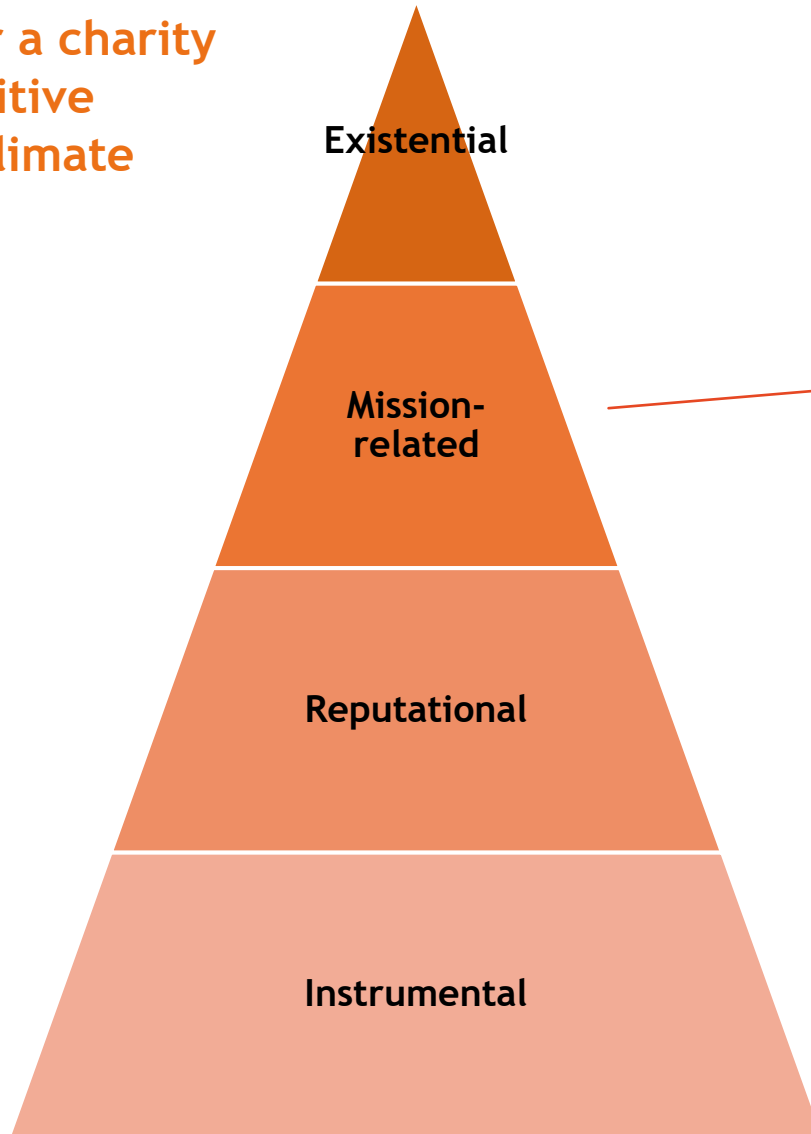 a charity
itive
limate
Existential
Mission-
related
Reputational
Instrumental